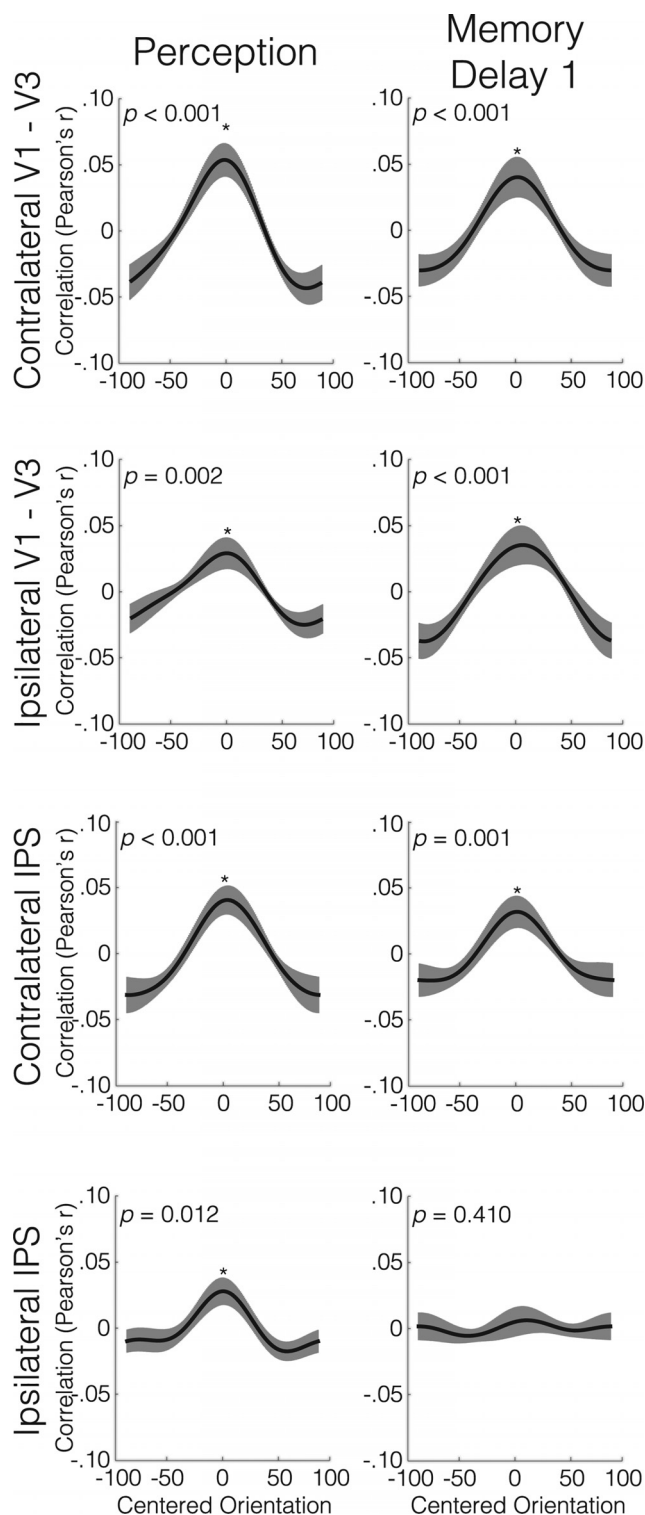 Perception
Memory
Delay 1
Contralateral V1 - V3
Correlation (Pearson's r)
.10
.05
0
-.05
-.10
p < 0.001
*
-100 -50 0 50 100
.10
.05
0
-.05
-.10
p < 0.001
*
-100 -50 0 50 100
Ipsilateral V1 - V3
Correlation (Pearson's r)
.10
.05
0
-.05
-.10
p = 0.002
*
-100 -50 0 50 100
.10
.05
0
-.05
-.10
p < 0.001
*
-100 -50 0 50 100
Contralateral IPS
Correlation (Pearson's r)
.10
.05
0
-.05
-.10
p < 0.001
*
-100 -50 0 50 100
.10
.05
0
-.05
-.10
p = 0.001
*
-100 -50 0 50 100
Ipsilateral IPS
Correlation (Pearson's r)
.10
.05
0
-.05
-.10
p = 0.012
*
-100 -50 0 50 100
Centered Orientation
.10
.05
0
-.05
-.10
p = 0.410
-100 -50 0 50 100
Centered Orientation